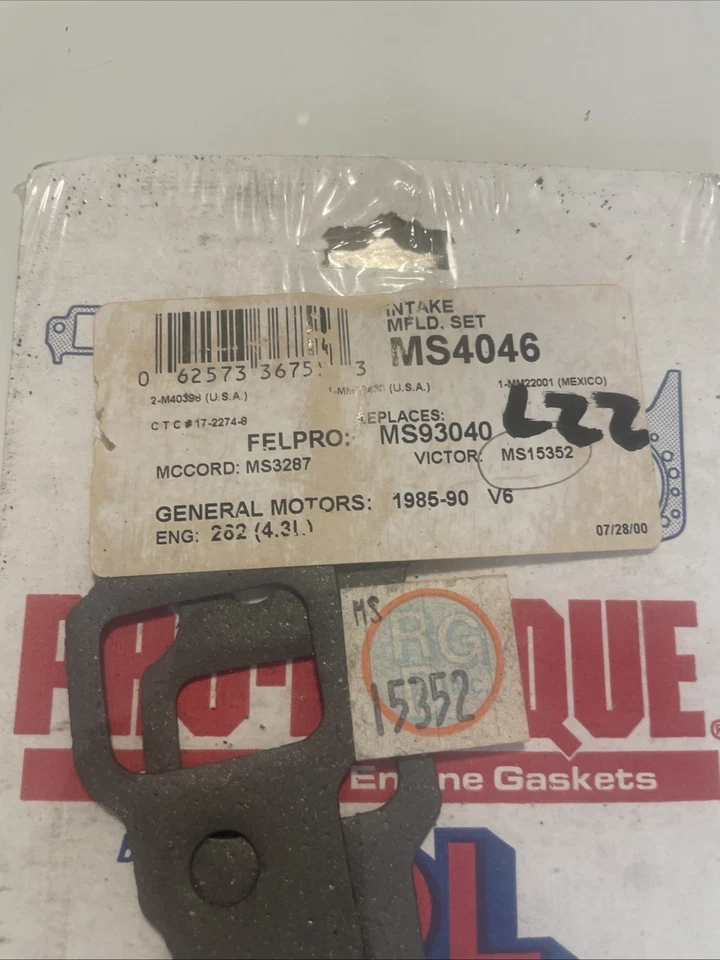 INTAKE
MFLD. SET
MS4046
0 62573 3675 3
2-M40398 (U.S.A.)
(U.S.A.)
1-MM22001 (MEXICO)
CTC # 17-2274-8
REPLACES:
FELPRO: MS93040
MCCORD: MS3287
VICTOR: MS15352
GENERAL MOTORS: 1985-90 V6
ENG: 262 (4.3L)
07/28/00
MS
RG
15352
QUE
Engine Gaskets